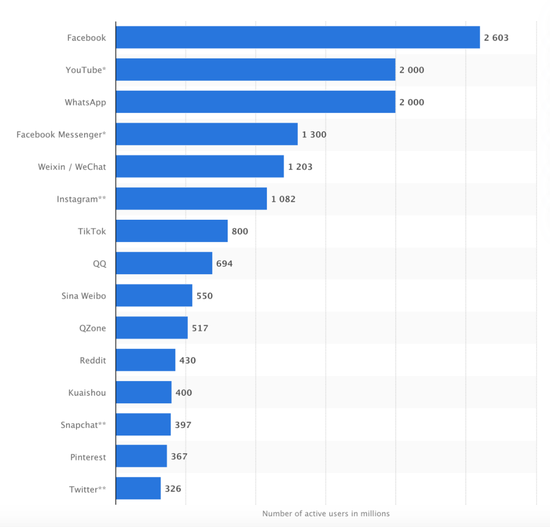 Facebook 2 603
YouTube* 2 000
WhatsApp 2 000
Facebook Messenger* 1 300
Weixin / WeChat 1 203
Instagram** 1 082
TikTok 800
QQ 694
Sina Weibo 550
QZone 517
Reddit 430
Kuaishou 400
Snapchat** 397
Pinterest 367
Twitter** 326
Number of active users in millions